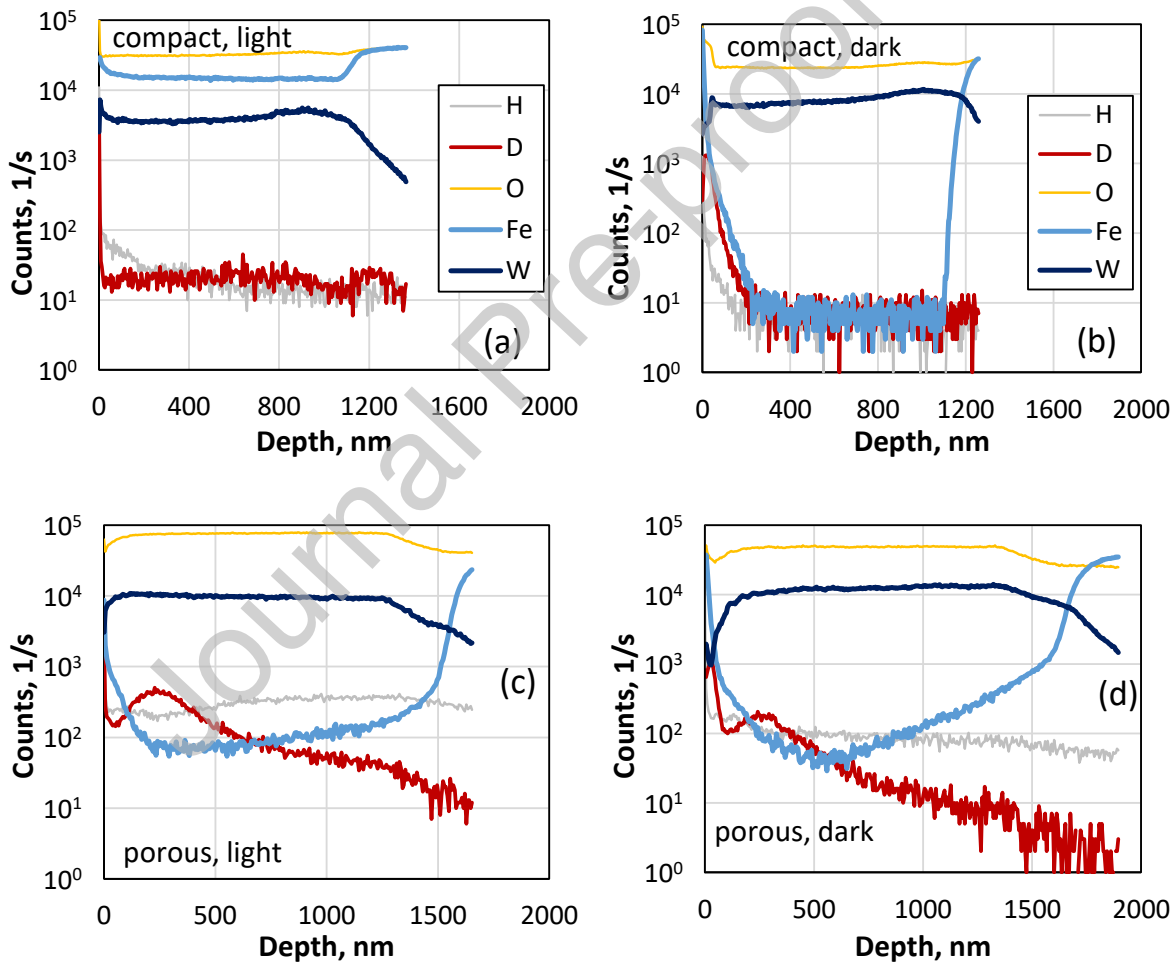 compact, light
10⁵
10⁴
10³
10²
10¹
10⁰
Counts, 1/s
H
D
O
Fe
W
(a)
0 400 800 1200 1600 2000
Depth, nm
compact, dark
10⁵
10⁴
10³
10²
10¹
10⁰
Counts, 1/s
H
D
O
Fe
W
(b)
0 400 800 1200 1600 2000
Depth, nm
10⁵
10⁴
10³
10²
10¹
10⁰
Counts, 1/s
(c)
porous, light
0 500 1000 1500 2000
Depth, nm
10⁵
10⁴
10³
10²
10¹
10⁰
Counts, 1/s
(d)
porous, dark
0 500 1000 1500 2000
Depth, nm
Journal Pre-proof